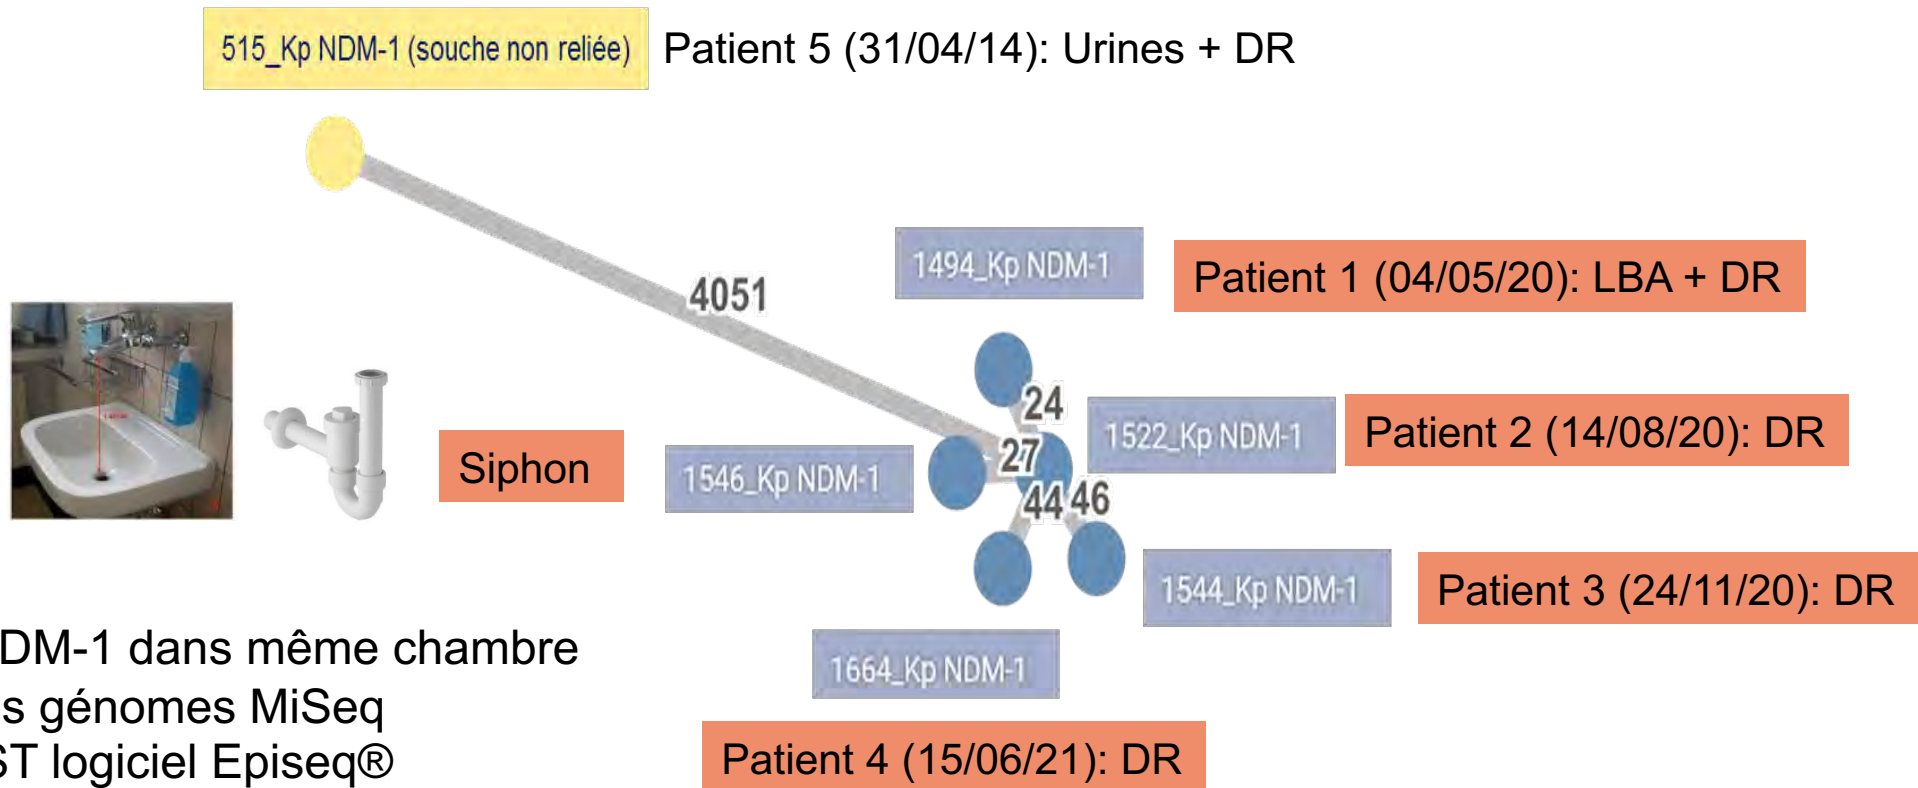 515_Kp NDM-1 (souche non reliée)
Patient 5 (31/04/14): Urines + DR
4051
1494_Kp NDM-1
Patient 1 (04/05/20): LBA + DR
24
1522_Kp NDM-1
Patient 2 (14/08/20): DR
27
Siphon
1546_Kp NDM-1
44
46
1544_Kp NDM-1
Patient 3 (24/11/20): DR
1664_Kp NDM-1
Patient 4 (15/06/21): DR
DM-1 dans même chambre
s génomes MiSeq
ST logiciel Episeq®